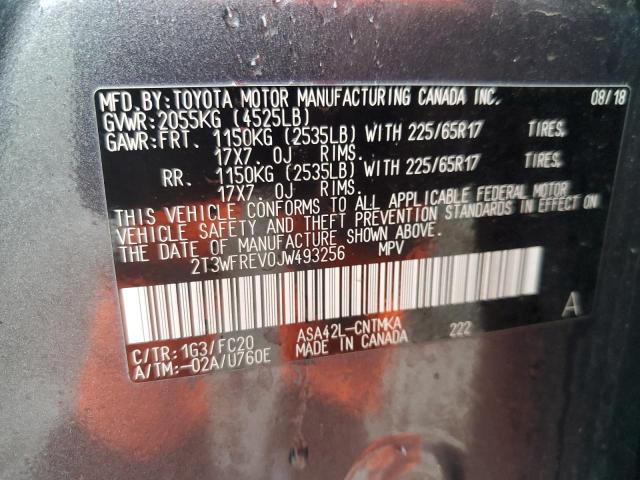 MFD. BY: TOYOTA MOTOR MANUFACTURING CANADA INC. 08/18
GVWR: 2055KG (4525LB)
GAWR: FRT. 1150KG (2535LB) WITH 225/65R17 TIRES,
17X7.0J RIMS.
RR. 1150KG (2535LB) WITH 225/65R17 TIRES,
17X7.0J RIMS.
THIS VEHICLE CONFORMS TO ALL APPLICABLE FEDERAL MOTOR
VEHICLE SAFETY AND THEFT PREVENTION STANDARDS IN EFFECT ON
THE DATE OF MANUFACTURE SHOWN ABOVE.
2T3WFREV0JW493256 MPV
A
C/TR: 1G3/FC20 ASA42L-CNTMKA 222
A/TM: -02A/U760E MADE IN CANADA